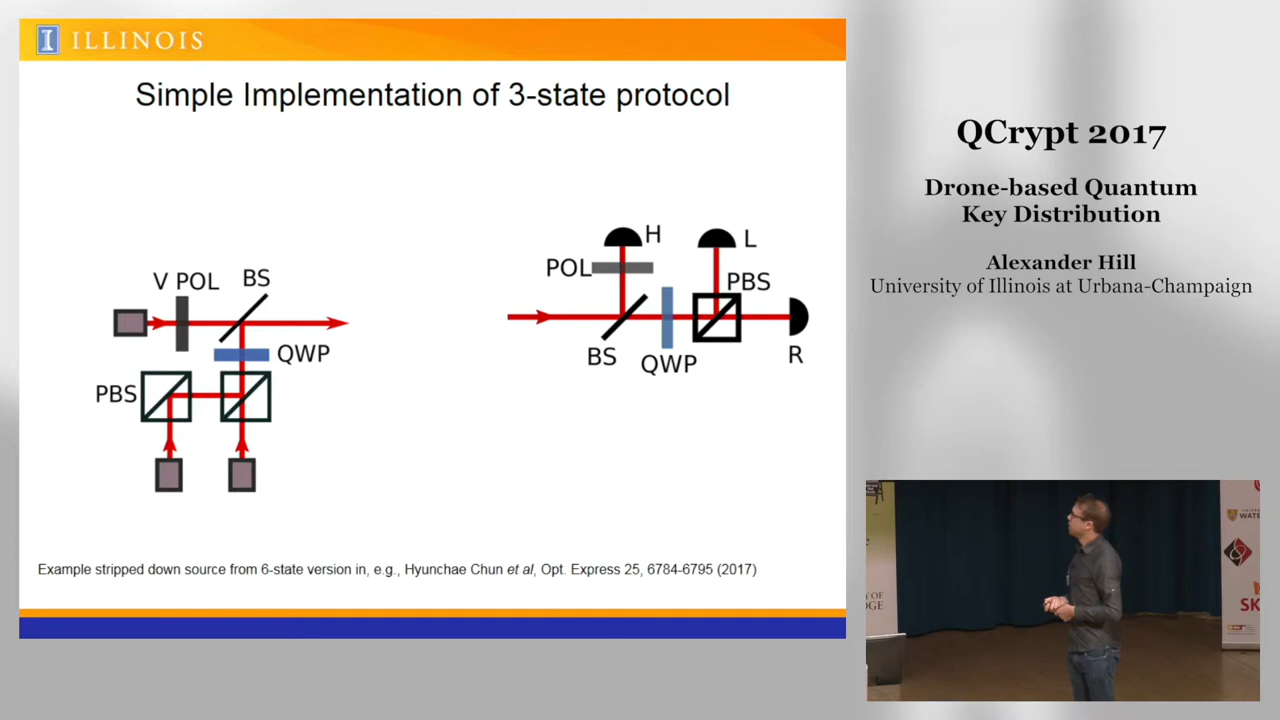 I ILLINOIS
Simple Implementation of 3-state protocol
V POL
BS
QWP
PBS
H
L
POL
PBS
BS
QWP
R
Example stripped down source from 6-state version in, e.g., Hyunchae Chun et al, Opt. Express 25, 6784-6795 (2017)
QCrypt 2017
Drone-based Quantum
Key Distribution
Alexander Hill
University of Illinois at Urbana-Champaign
WATE
SK